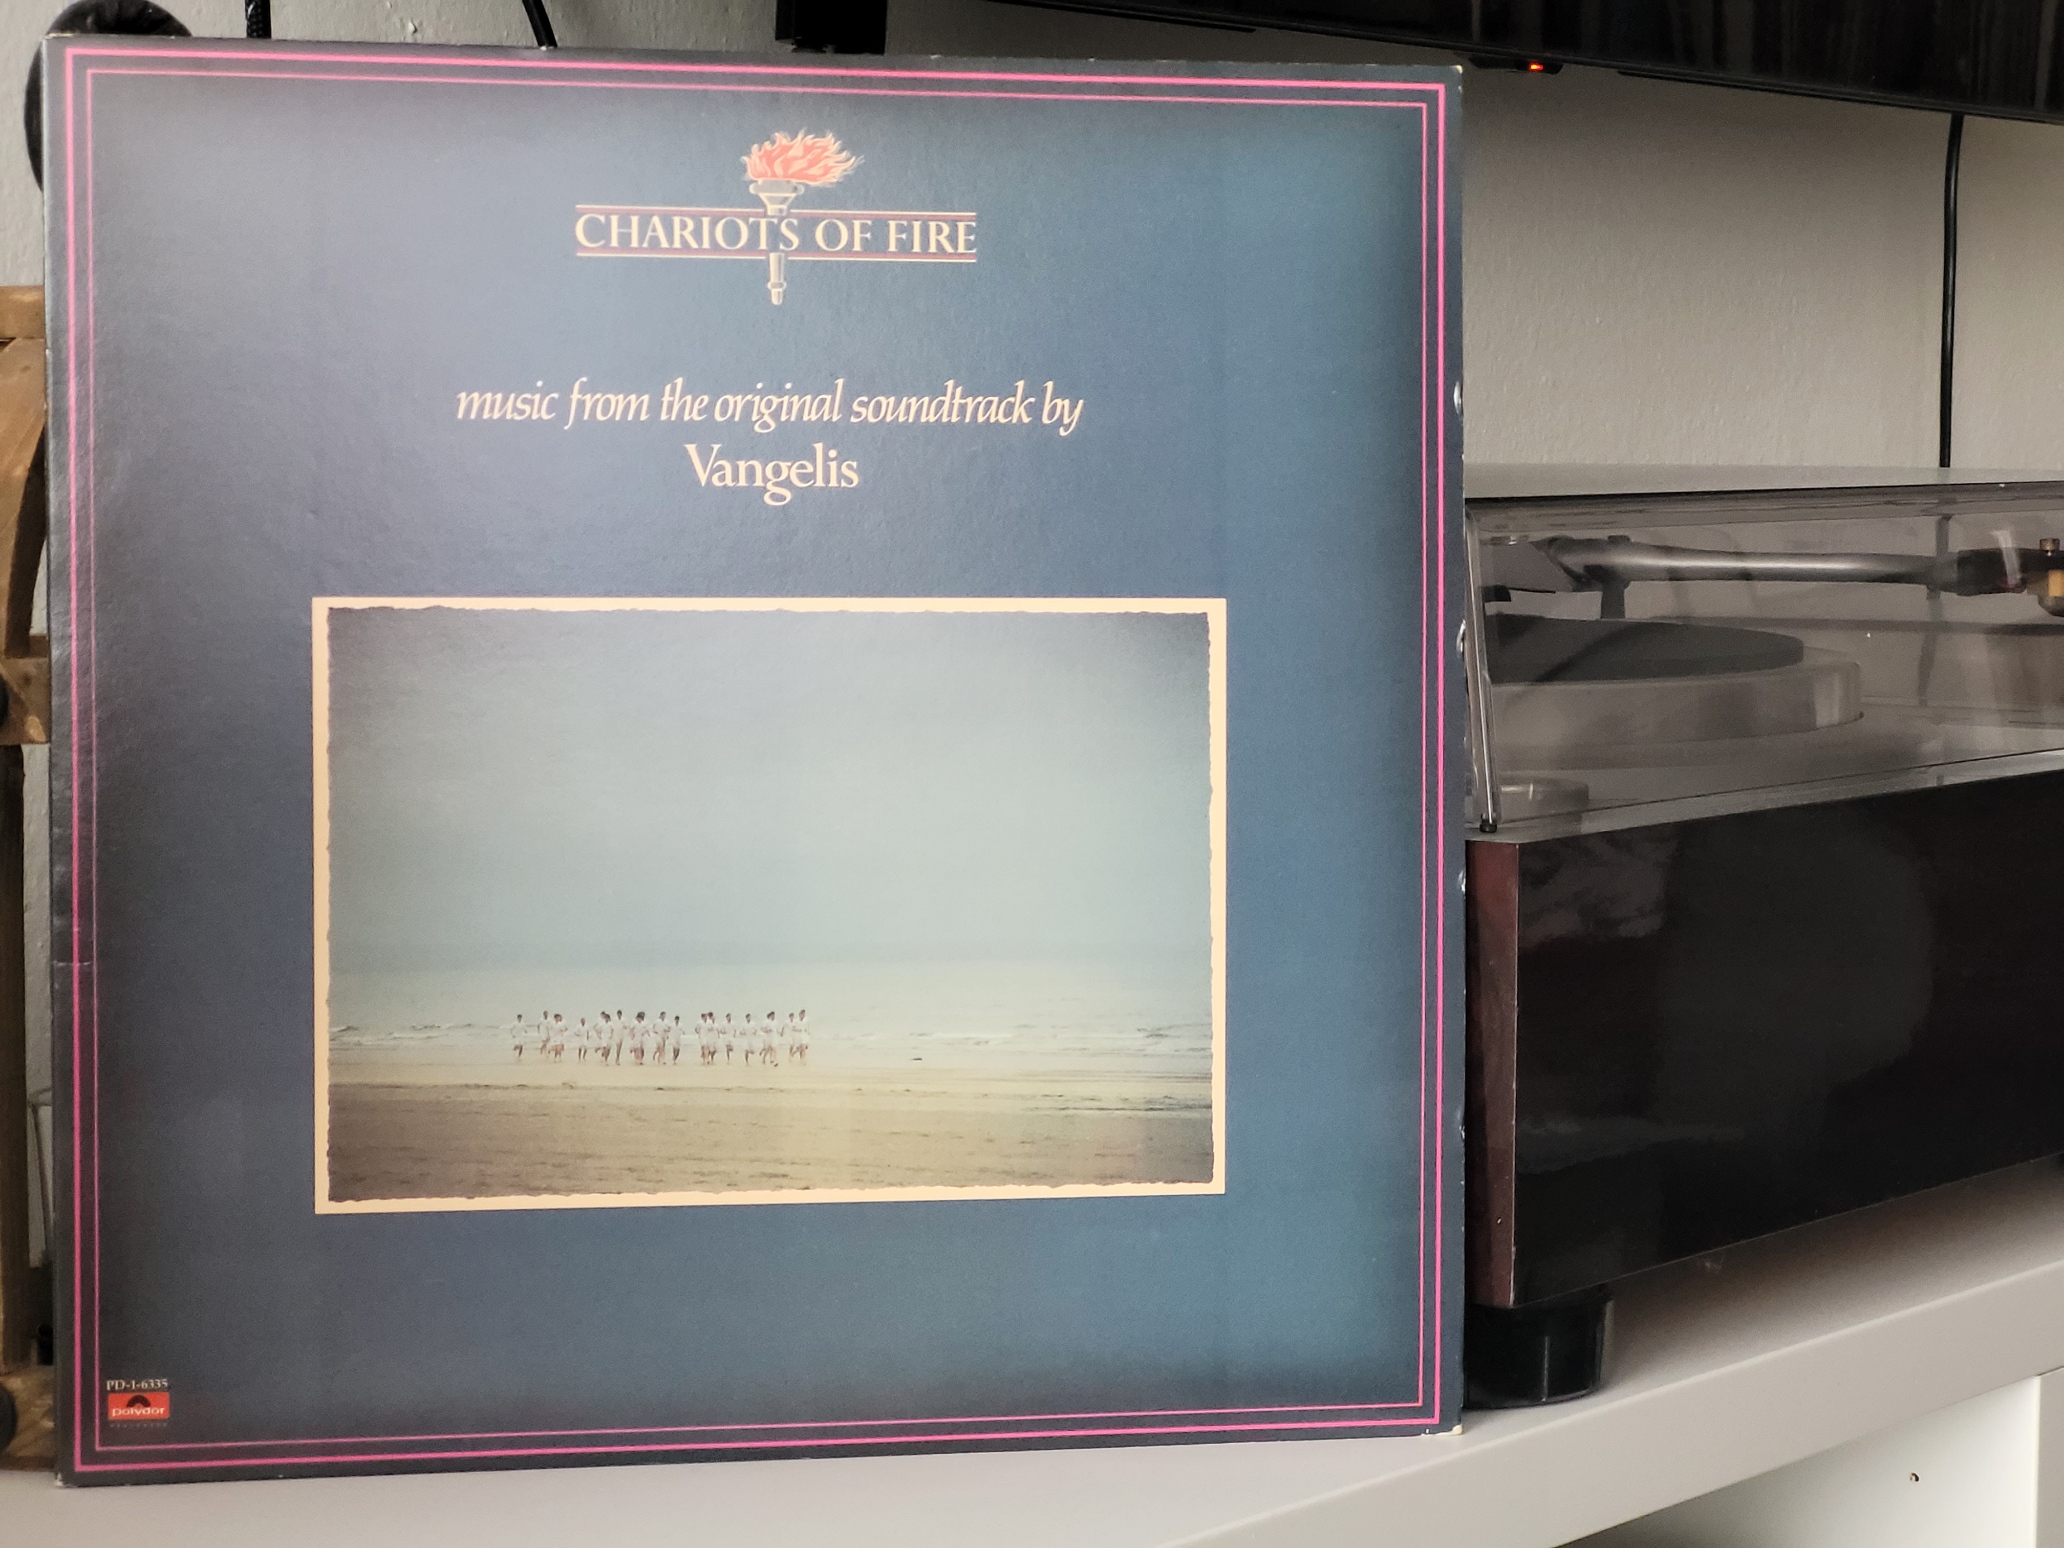 CHARIOTS OF FIRE
music from the original soundtrack by
Vangelis
PD-1-6335
polydor